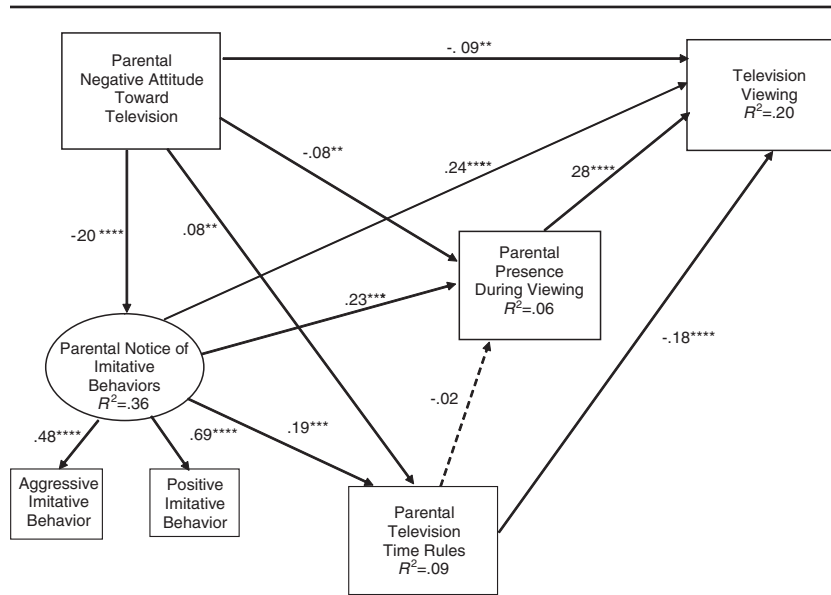 Parental
Negative Attitude
Toward
Television
-. 09**
Television
Viewing
R²=.20
-.08**
.24****
28****
-20 ****
.08**
Parental
Presence
During Viewing
R²=.06
.23***
-.18****
Parental Notice of
Imitative
Behaviors
R²=.36
-.02
.48****
.69****
.19***
Aggressive
Imitative
Behavior
Positive
Imitative
Behavior
Parental
Television
Time Rules
R²=.09